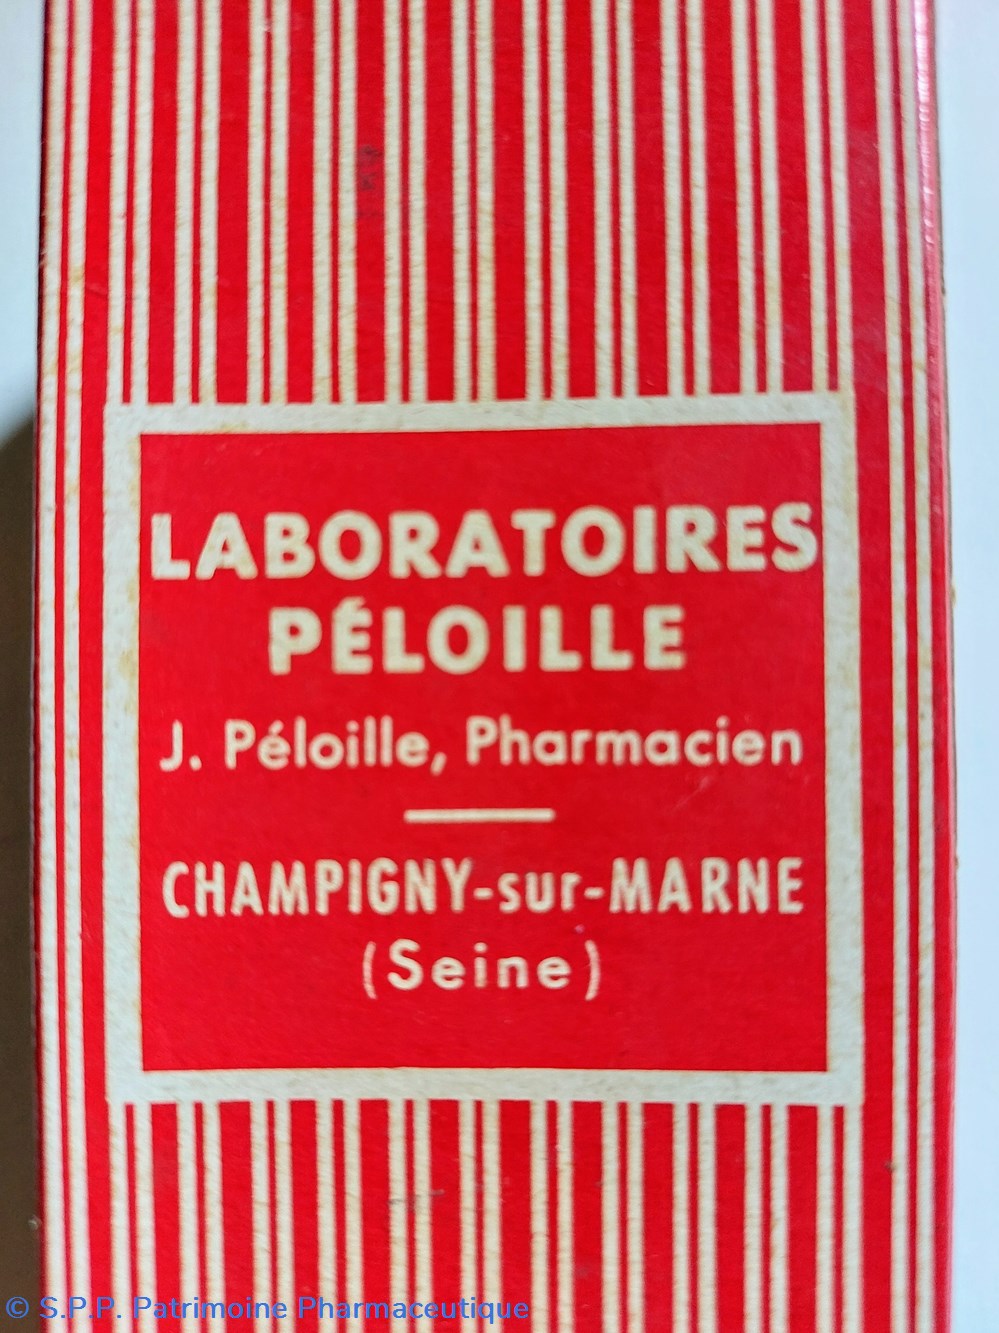 LABORATOIRES
PÉLOILLE
J. Péloille, Pharmacien
CHAMPIGNY-sur-MARNE
(Seine)
© S.P.P. Patrimoine Pharmaceutique